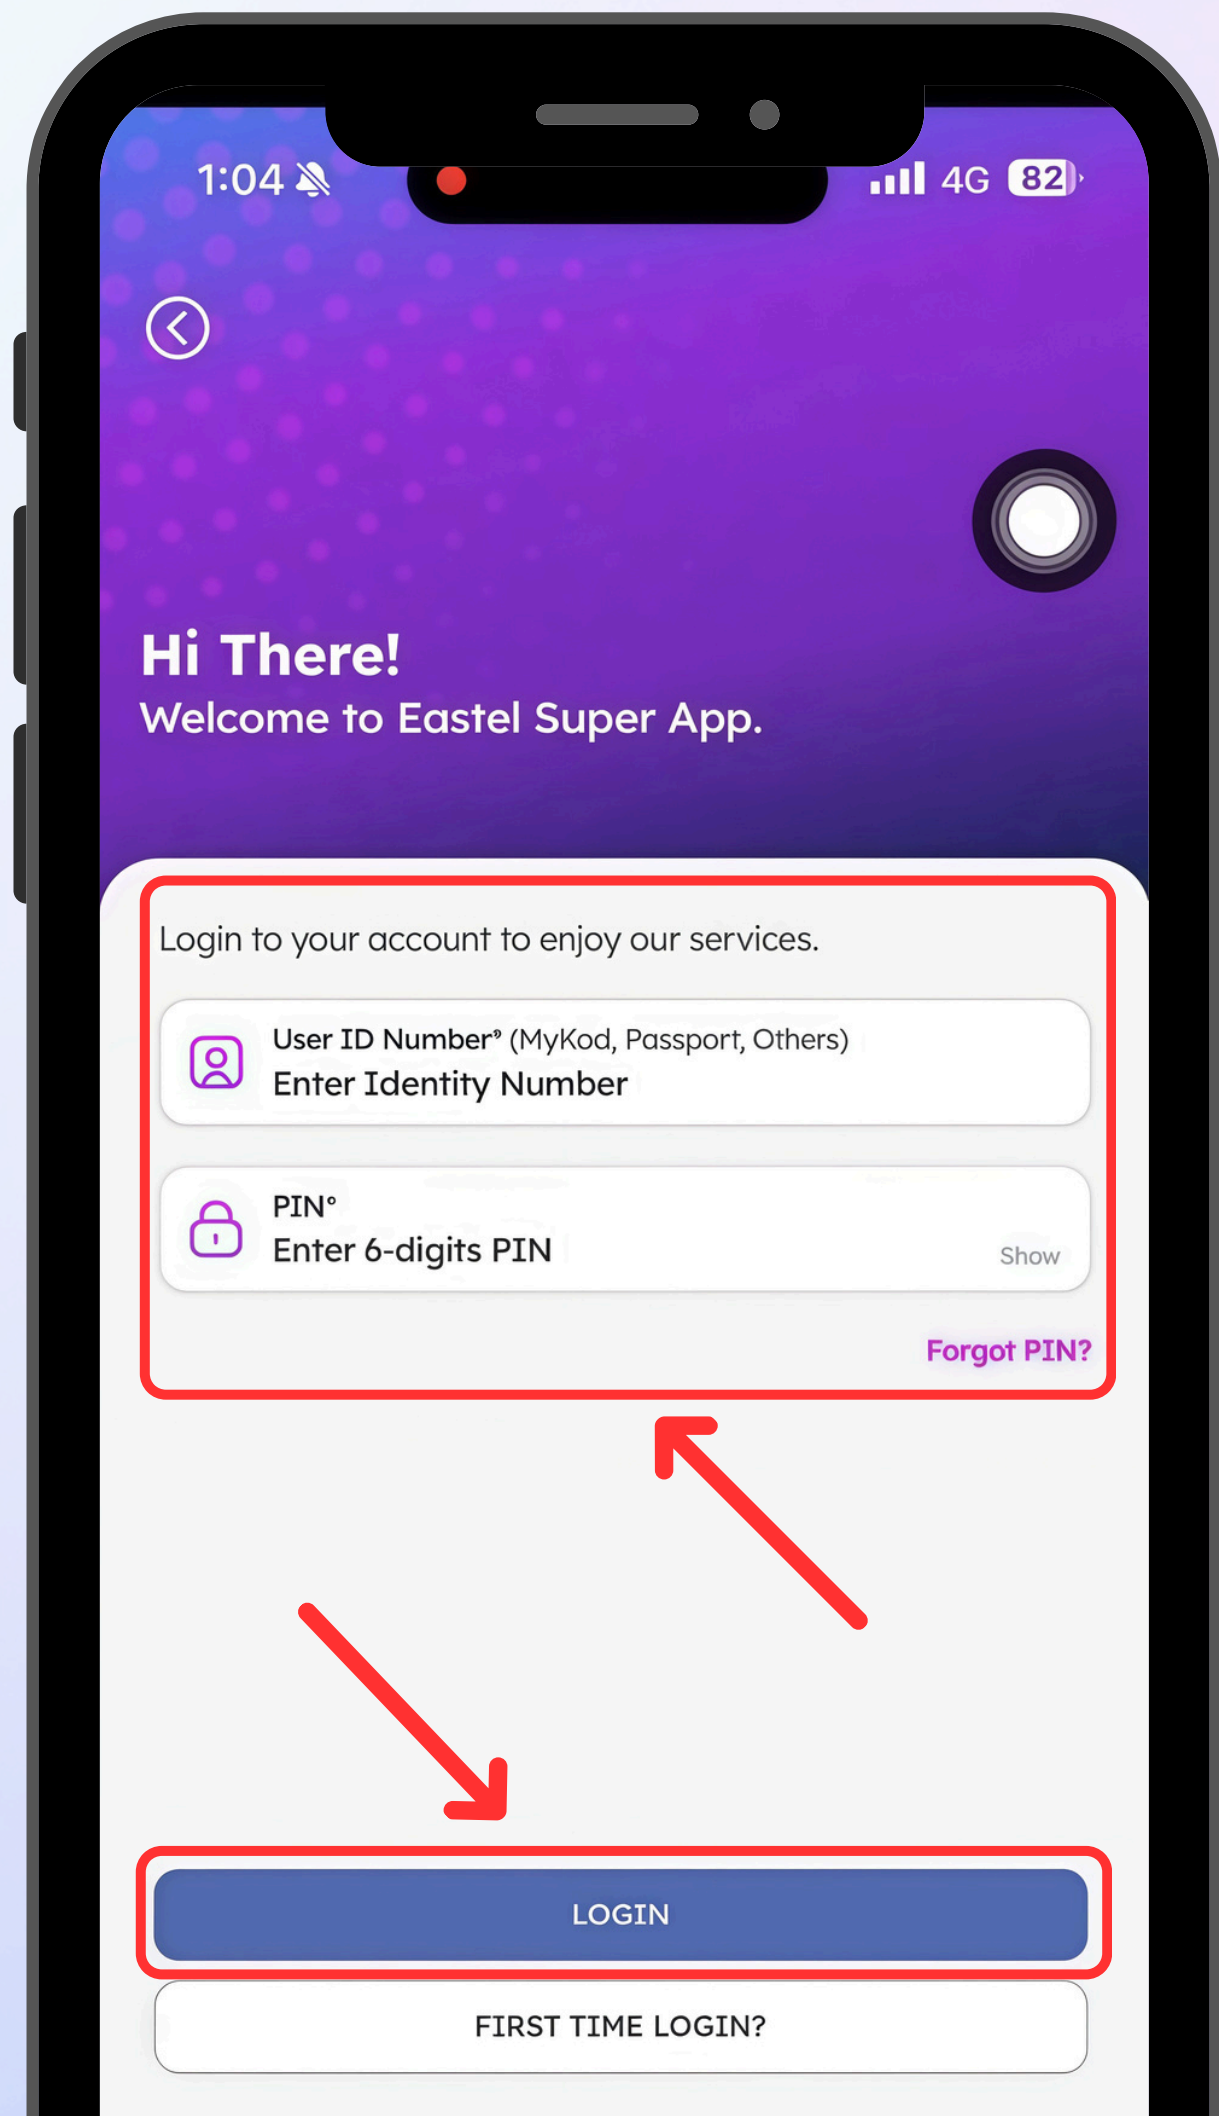 1:04
4G 82
Hi There!
Welcome to Eastel Super App.
Login to your account to enjoy our services.
User ID Number° (MyKod, Passport, Others)
Enter Identity Number
PIN°
Enter 6-digits PIN
Show
Forgot PIN?
LOGIN
FIRST TIME LOGIN?